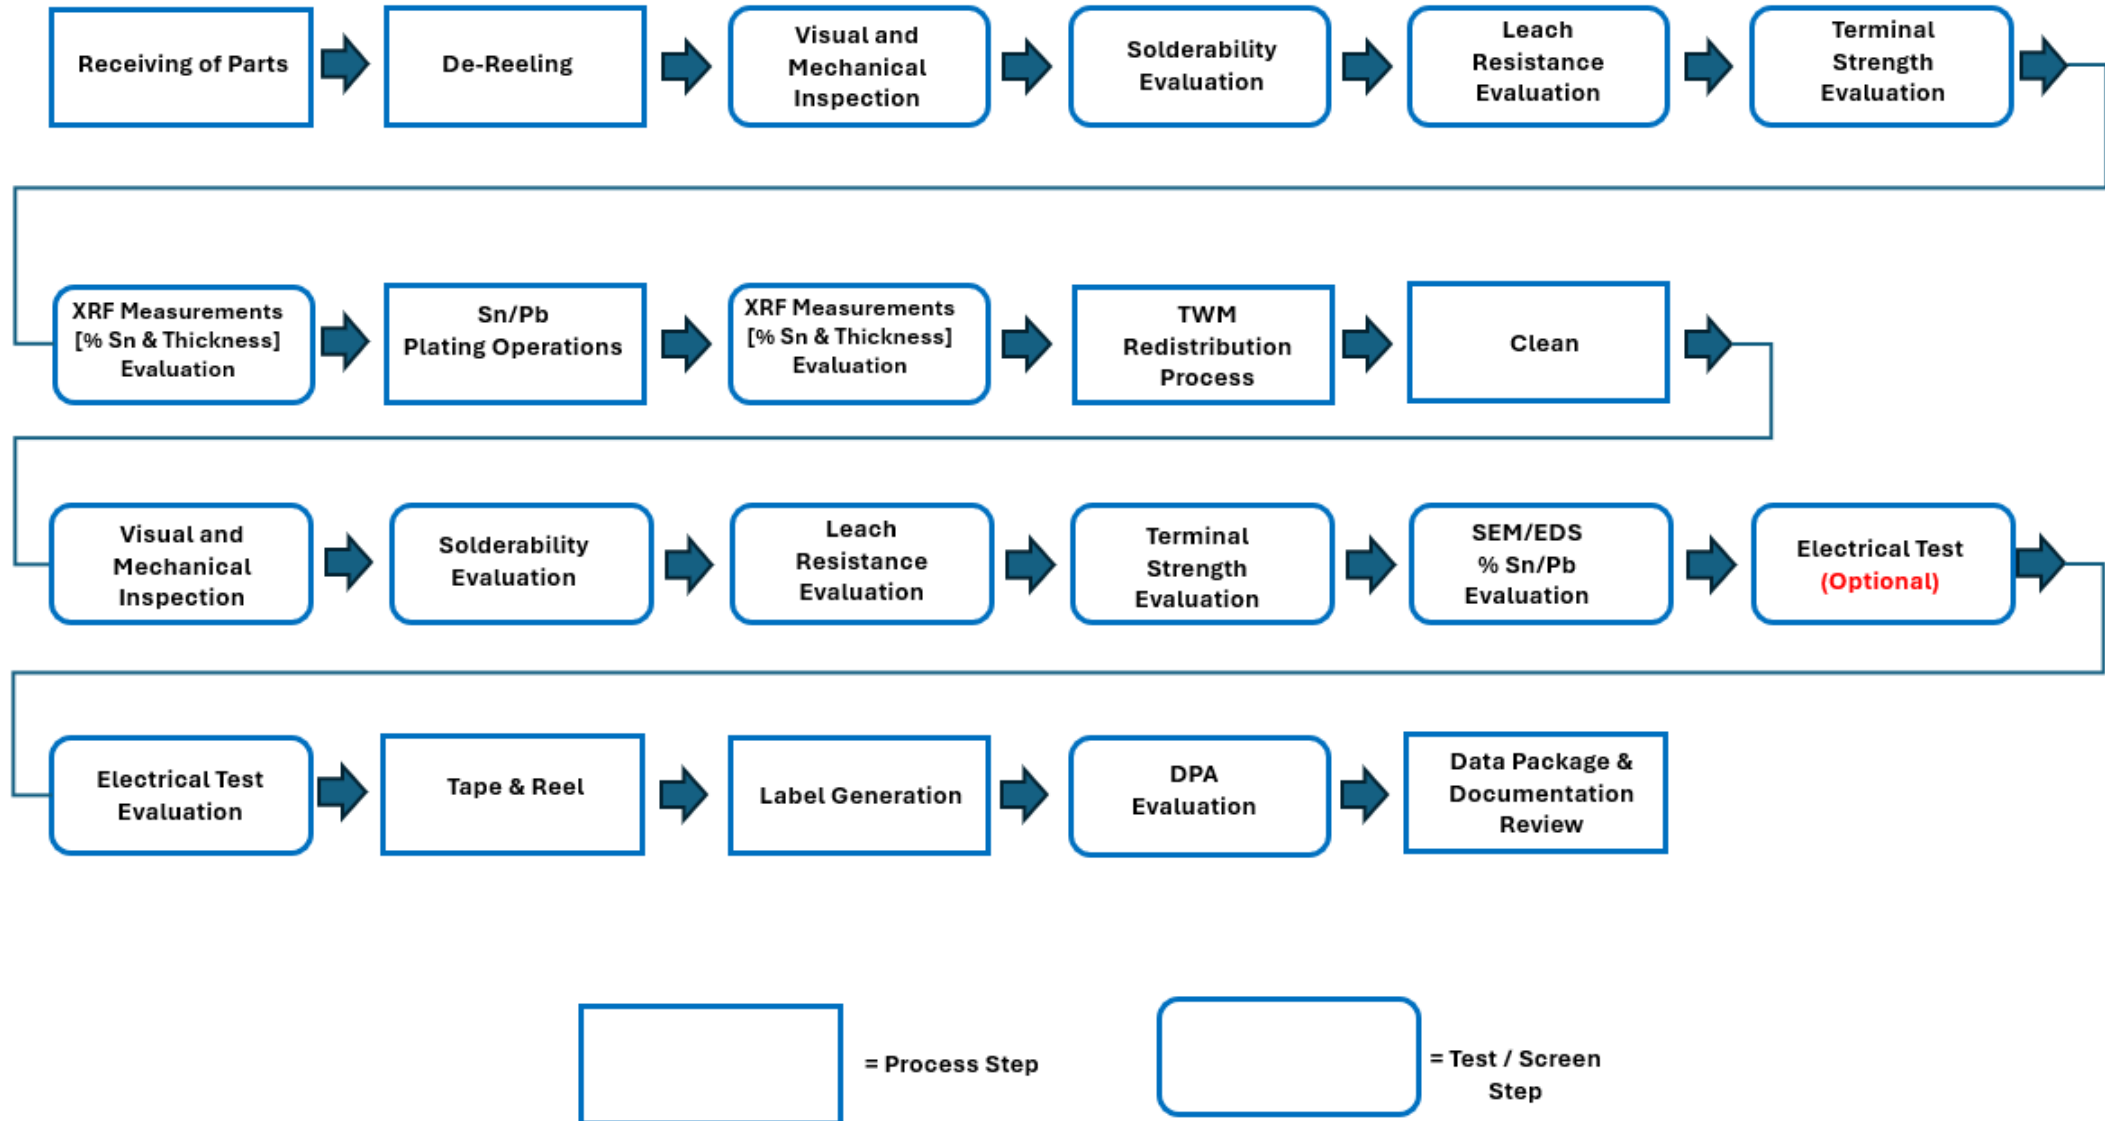 Receiving of Parts
De-Reeling
Visual and
Mechanical
Inspection
Solderability
Evaluation
Leach
Resistance
Evaluation
Terminal
Strength
Evaluation
XRF Measurements
[% Sn & Thickness]
Evaluation
Sn/Pb
Plating Operations
XRF Measurements
[% Sn & Thickness]
Evaluation
TWM
Redistribution
Process
Clean
Visual and
Mechanical
Inspection
Solderability
Evaluation
Leach
Resistance
Evaluation
Terminal
Strength
Evaluation
SEM/EDS
% Sn/Pb
Evaluation
Electrical Test
(Optional)
Electrical Test
Evaluation
Tape & Reel
Label Generation
DPA
Evaluation
Data Package &
Documentation
Review
= Process Step
= Test / Screen
Step